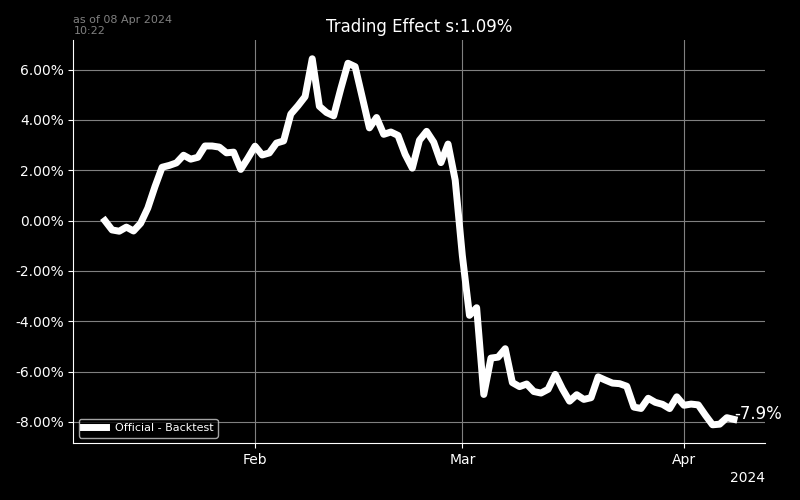 as of 08 Apr 2024
10:22
Trading Effect s:1.09%
6.00%
4.00%
2.00%
0.00%
-2.00%
-4.00%
-6.00%
-8.00%
-7.9%
Official - Backtest
Feb
Mar
Apr
2024